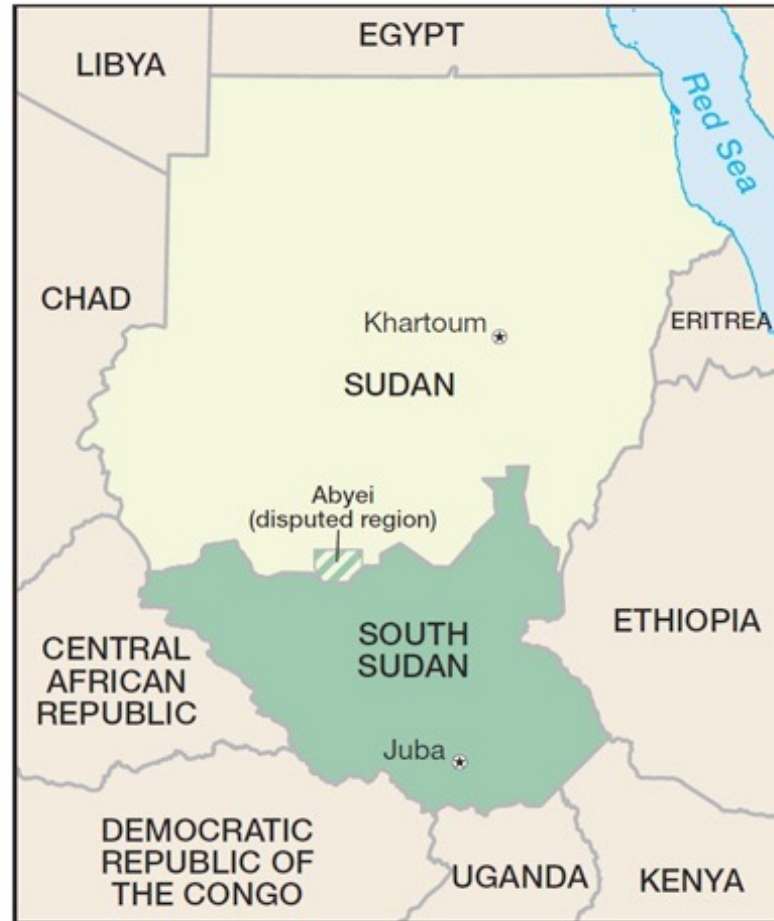 EGYPT
LIBYA
Red Sea
CHAD
Khartoum
ERITREA
SUDAN
Abyei
(disputed region)
ETHIOPIA
SOUTH
SUDAN
CENTRAL
AFRICAN
REPUBLIC
Juba
DEMOCRATIC
REPUBLIC OF
THE CONGO
UGANDA
KENYA